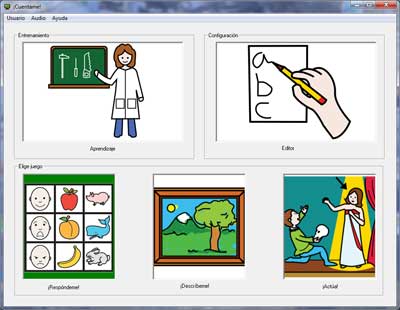 ¡Cuentame!
Usuario Audio Ayuda
Entrenamiento
Configuración
Aprendizaje
Editor
a
b
c
Elige juego
¡Respóndeme!
¡Descríbeme!
¡Actúa!